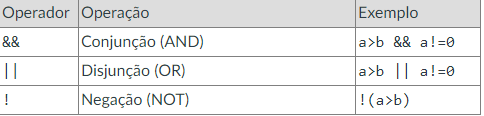 Operador Operação Exemplo
&& Conjunção (AND) a>b && a!=0
|| Disjunção (OR) a>b || a!=0
! Negação (NOT) !(a>b)